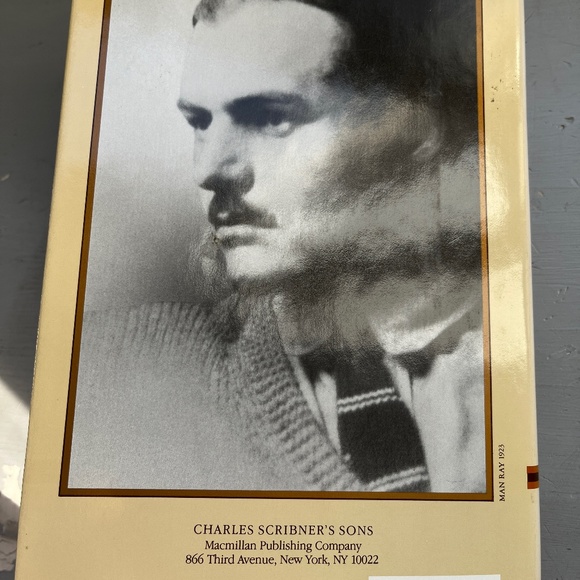 MAN RAY 1923
CHARLES SCRIBNER'S SONS
Macmillan Publishing Company
866 Third Avenue, New York, NY 10022